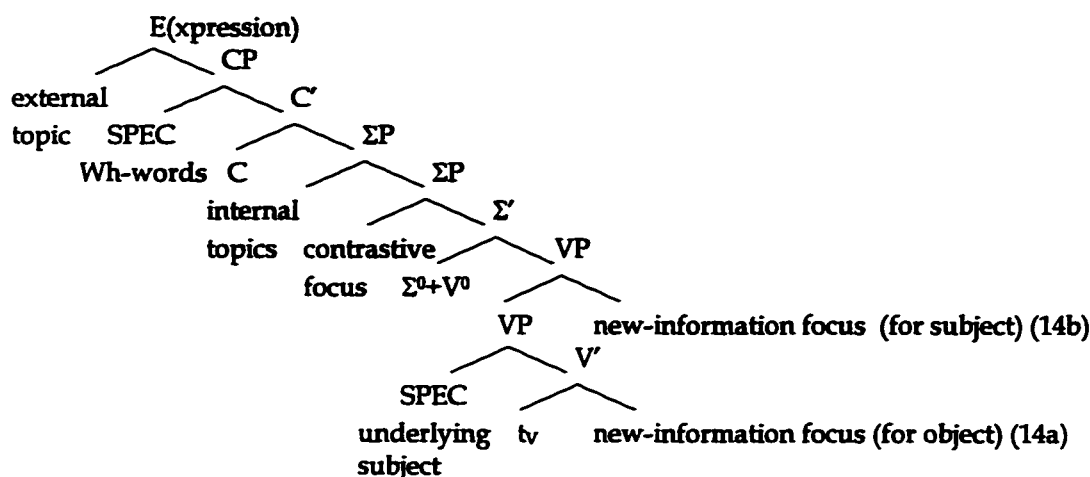 E(xpression)
CP
external
C′
topic SPEC
ΣP
Wh-words C
ΣP
internal
Σ′
topics contrastive
VP
focus Σ⁰+V⁰
VP new-information focus (for subject) (14b)
V′
SPEC
underlying tv new-information focus (for object) (14a)
subject